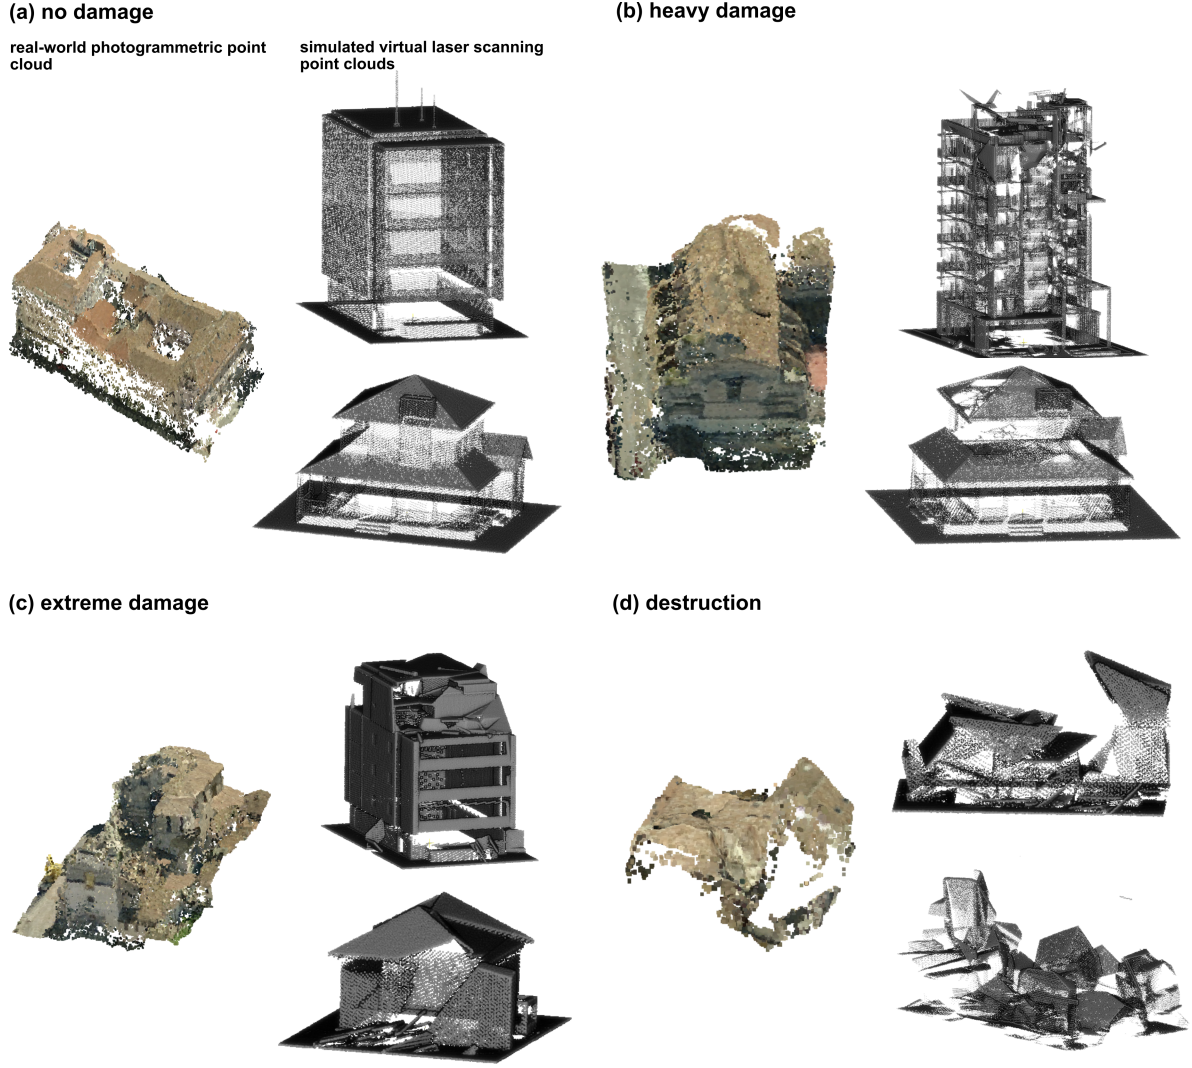 (a) no damage
real-world photogrammetric point
cloud
simulated virtual laser scanning
point clouds
(b) heavy damage
(c) extreme damage
(d) destruction